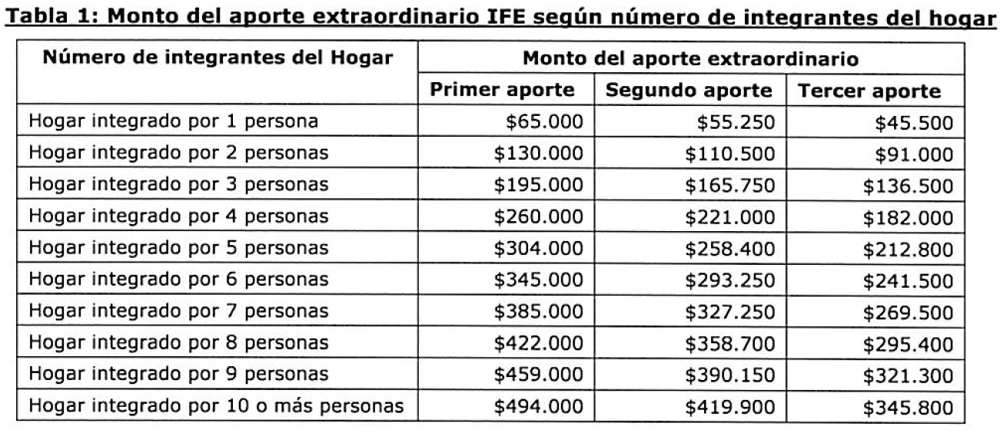 Tabla 1: Monto del aporte extraordinario IFE según número de integrantes del hogar
Número de integrantes del Hogar Monto del aporte extraordinario
Primer aporte Segundo aporte Tercer aporte
Hogar integrado por 1 persona $65.000 $55.250 $45.500
Hogar integrado por 2 personas $130.000 $110.500 $91.000
Hogar integrado por 3 personas $195.000 $165.750 $136.500
Hogar integrado por 4 personas $260.000 $221.000 $182.000
Hogar integrado por 5 personas $304.000 $258.400 $212.800
Hogar integrado por 6 personas $345.000 $293.250 $241.500
Hogar integrado por 7 personas $385.000 $327.250 $269.500
Hogar integrado por 8 personas $422.000 $358.700 $295.400
Hogar integrado por 9 personas $459.000 $390.150 $321.300
Hogar integrado por 10 o más personas $494.000 $419.900 $345.800